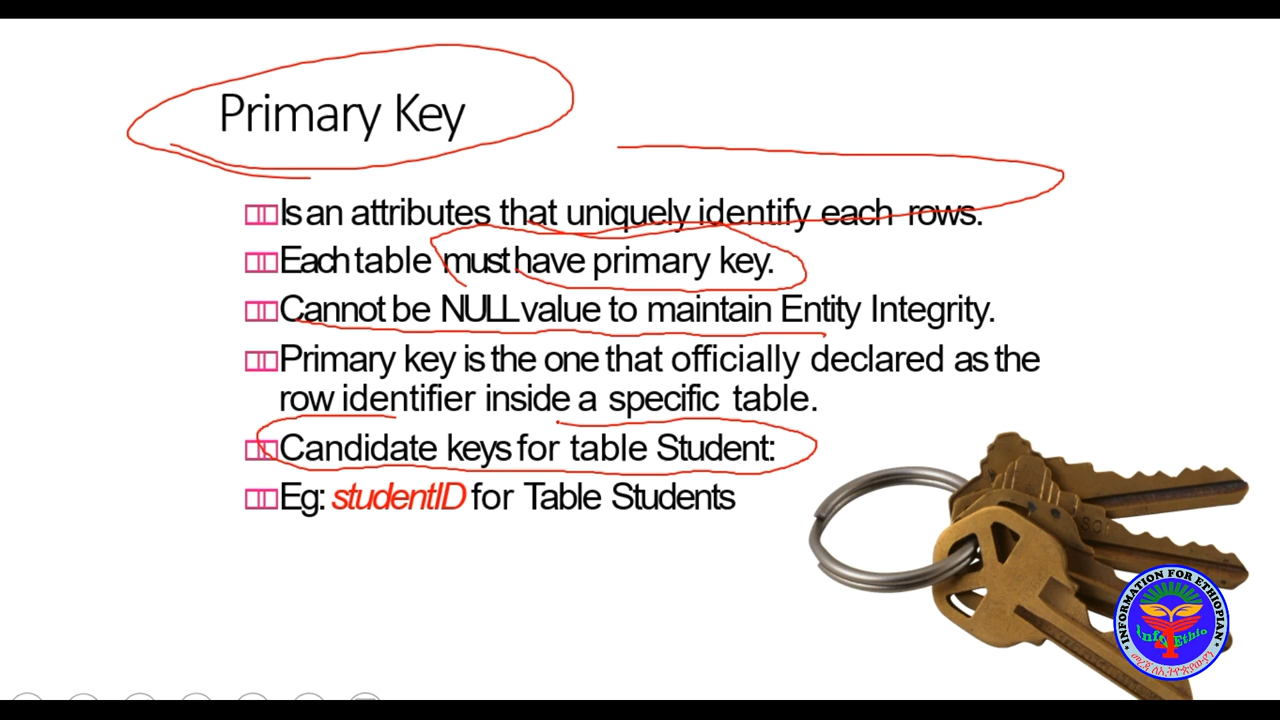 Primary Key
Is an attributes that uniquely identify each rows.
Each table must have primary key.
Cannot be NULL value to maintain Entity Integrity.
Primary key is the one that officially declared as the
row identifier inside a specific table.
Candidate keys for table Student:
Eg: studentID for Table Students
INFORMATION FOR ETHIOPIAN
Info Ethio
መረጃ ለኢትዮጵያውያን